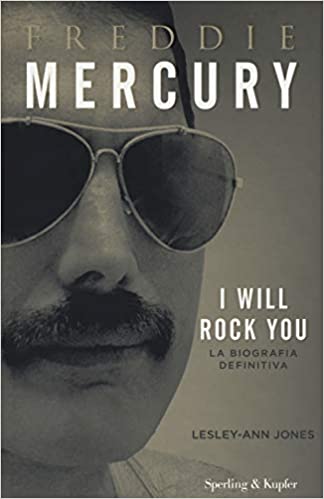 FREDDIE
MERCURY
I WILL
ROCK YOU
LA BIOGRAFIA
DEFINITIVA
LESLEY-ANN JONES
Sperling & Kupfer